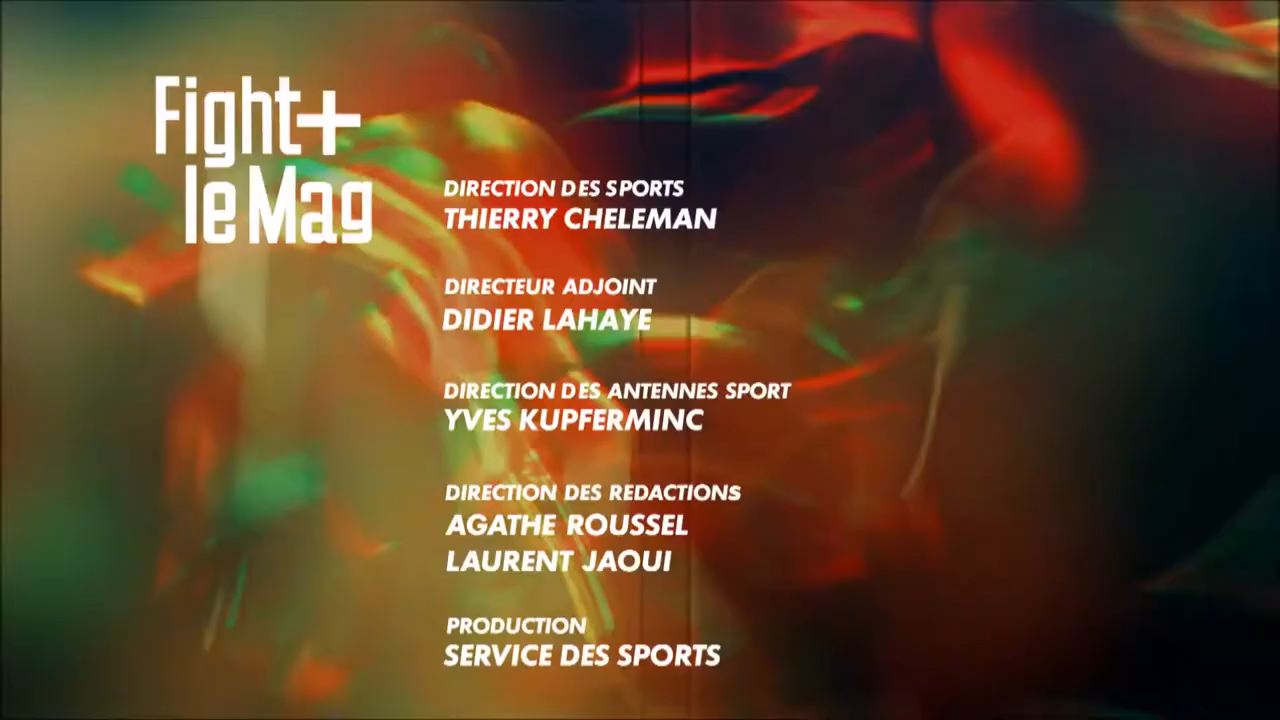 Fight+
le Mag
DIRECTION DES SPORTS
THIERRY CHELEMAN
DIRECTEUR ADJOINT
DIDIER LAHAYE
DIRECTION DES ANTENNES SPORT
YVES KUPFERMINC
DIRECTION DES REDACTIONs
AGATHE ROUSSEL
LAURENT JAOUI
PRODUCTION
SERVICE DES SPORTS